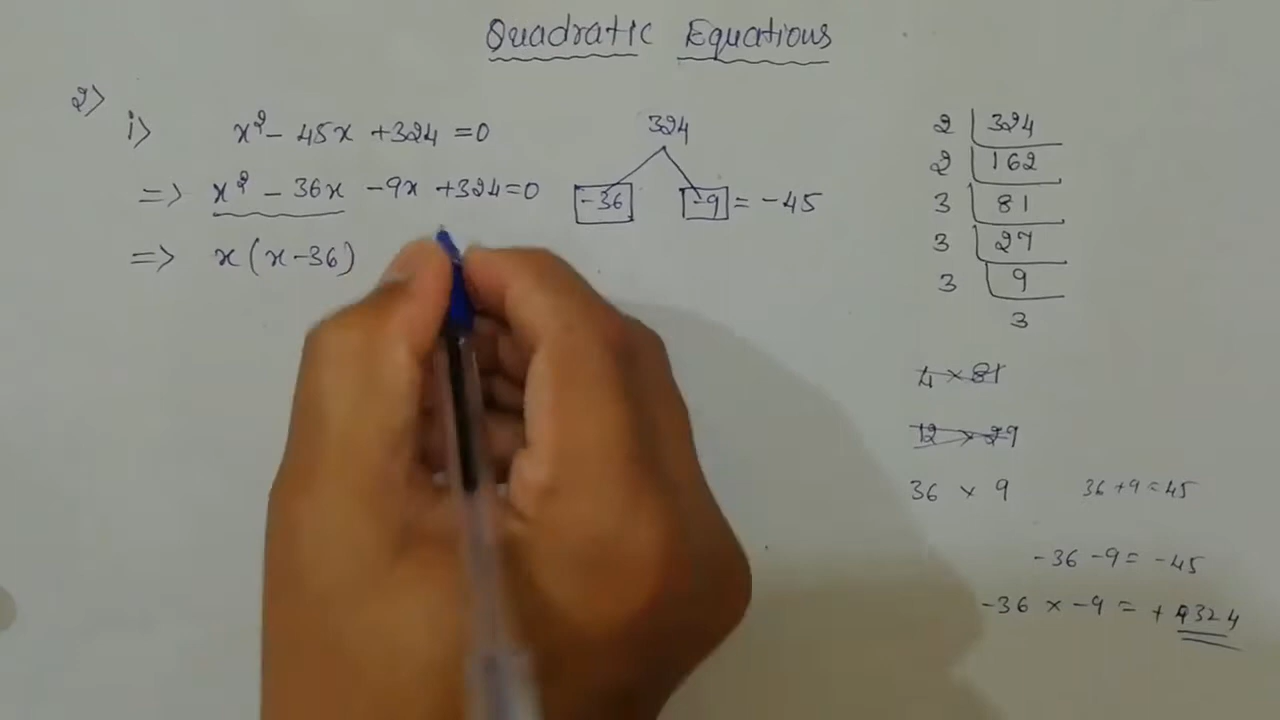 Quadratic Equations
2>
i> x² - 45x + 324 = 0
=> x² - 36x - 9x + 324 = 0
=> x (x - 36)
324
-36 -9 = -45
2 | 324
2 | 162
3 | 81
3 | 27
3 | 9
3
4 × 81
36 × 9 36 + 9 = 45
-36 - 9 = -45
-36 × -9 = + 324